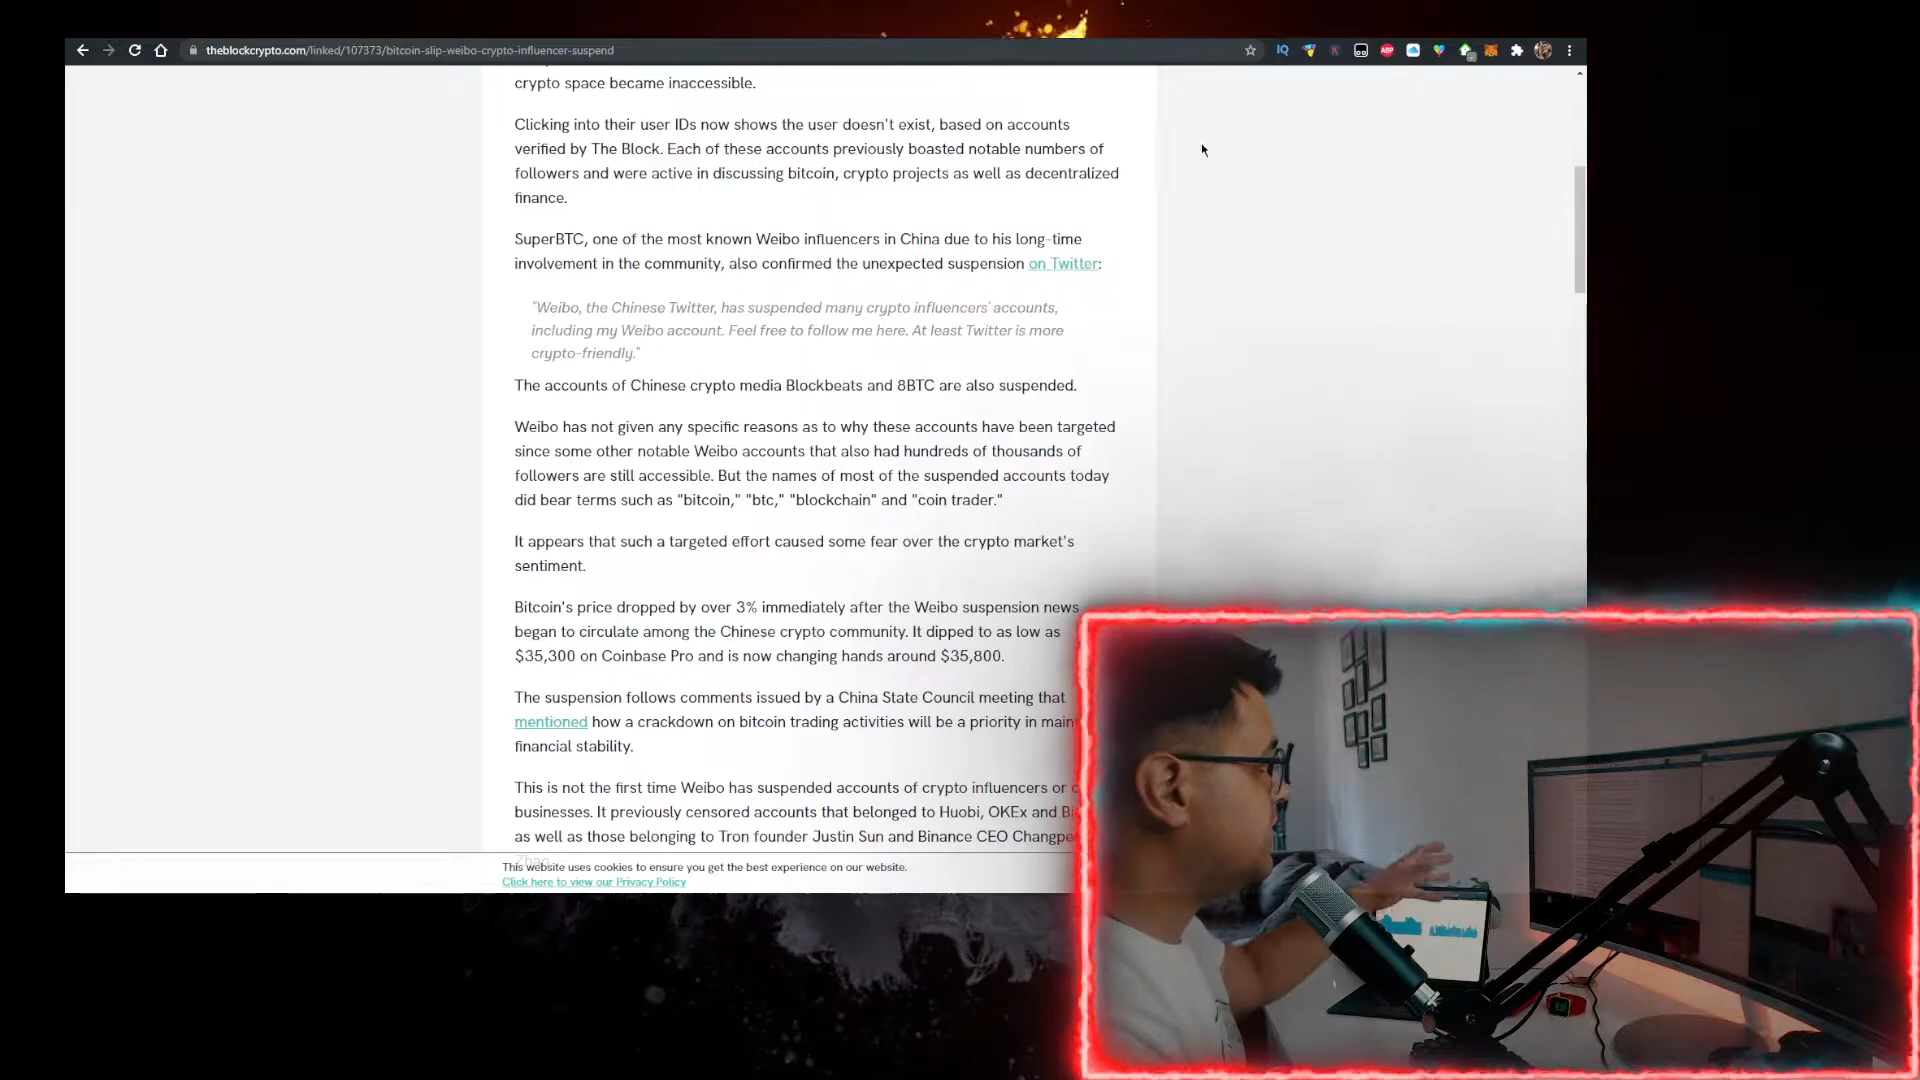 theblockcrypto.com/linked/107373/bitcoin-slip-weibo-crypto-influencer-suspend
crypto space became inaccessible.
Clicking into their user IDs now shows the user doesn't exist, based on accounts
verified by The Block. Each of these accounts previously boasted notable numbers of
followers and were active in discussing bitcoin, crypto projects as well as decentralized
finance.
SuperBTC, one of the most known Weibo influencers in China due to his long-time
involvement in the community, also confirmed the unexpected suspension on Twitter:
"Weibo, the Chinese Twitter, has suspended many crypto influencers' accounts,
including my Weibo account. Feel free to follow me here. At least Twitter is more
crypto-friendly."
The accounts of Chinese crypto media Blockbeats and 8BTC are also suspended.
Weibo has not given any specific reasons as to why these accounts have been targeted
since some other notable Weibo accounts that also had hundreds of thousands of
followers are still accessible. But the names of most of the suspended accounts today
did bear terms such as "bitcoin," "btc," "blockchain" and "coin trader."
It appears that such a targeted effort caused some fear over the crypto market's
sentiment.
Bitcoin's price dropped by over 3% immediately after the Weibo suspension news
began to circulate among the Chinese crypto community. It dipped to as low as
$35,300 on Coinbase Pro and is now changing hands around $35,800.
The suspension follows comments issued by a China State Council meeting that
mentioned how a crackdown on bitcoin trading activities will be a priority in
financial stability.
This is not the first time Weibo has suspended accounts of crypto influencers or
businesses. It previously censored accounts that belonged to Huobi, OKEx and
as well as those belonging to Tron founder Justin Sun and Binance CEO
Zhao.
This website uses cookies to ensure you get the best experience on our website.
Click here to view our Privacy Policy